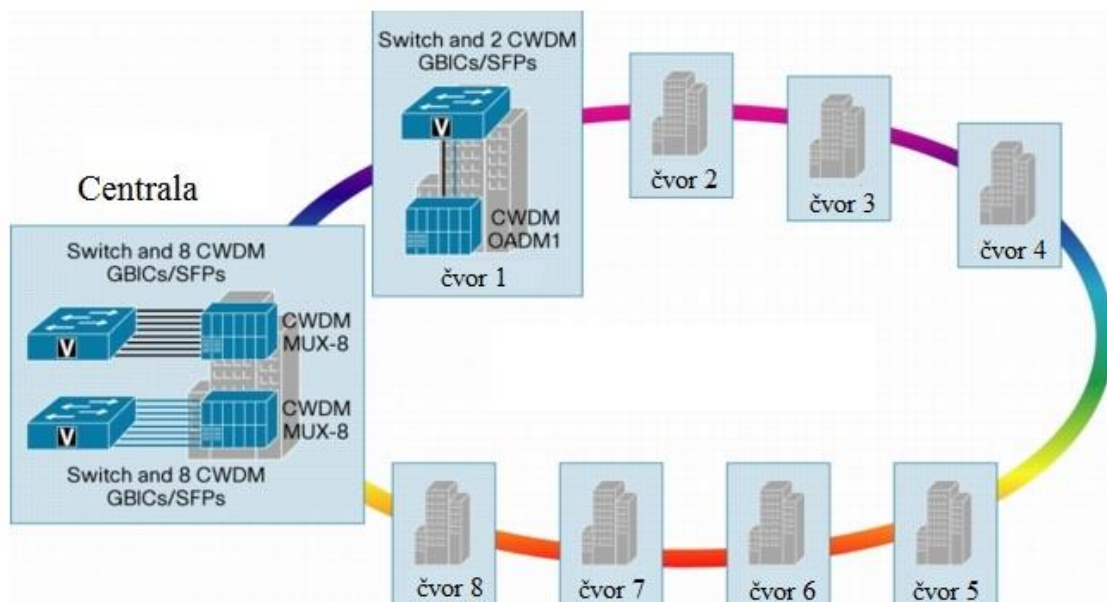 Switch and 2 CWDM
GBICs/SFPs
V
CWDM
OADM1
čvor 1
čvor 2
čvor 3
čvor 4
Centrala
Switch and 8 CWDM
GBICs/SFPs
V
CWDM
MUX-8
V
CWDM
MUX-8
Switch and 8 CWDM
GBICs/SFPs
čvor 8
čvor 7
čvor 6
čvor 5